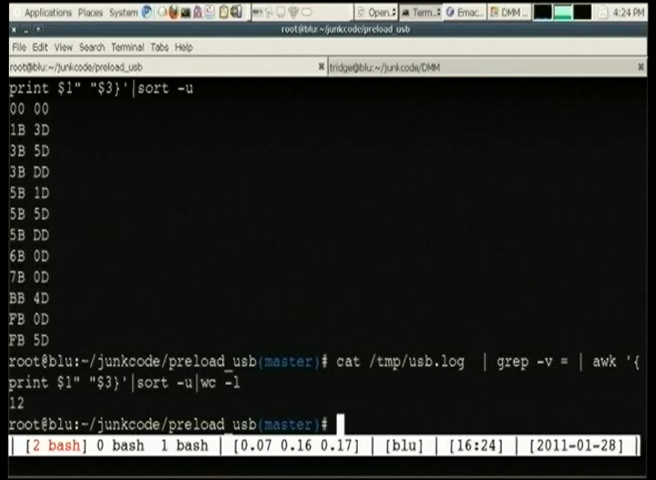 Applications Places System Open. Term. Emac. DMM 4:24 PM
root@blu:~/junkcode/preload_usb
File Edit View Search Terminal Tabs Help
root@blu:~/junkcode/preload_usb tridge@blu:~/junkcode/DMM
print $1" "$3}'|sort -u
00 00
1B 3D
3B 5D
3B DD
5B 1D
5B 5D
5B DD
6B 0D
7B 0D
BB 4D
FB 0D
FB 5D
root@blu:~/junkcode/preload_usb(master)# cat /tmp/usb.log | grep -v = | awk '{
print $1" "$3}'|sort -u|wc -l
12
root@blu:~/junkcode/preload_usb(master)#
| [2 bash] 0 bash 1 bash | [0.07 0.16 0.17] | [blu] | [16:24] | [2011-01-28] |